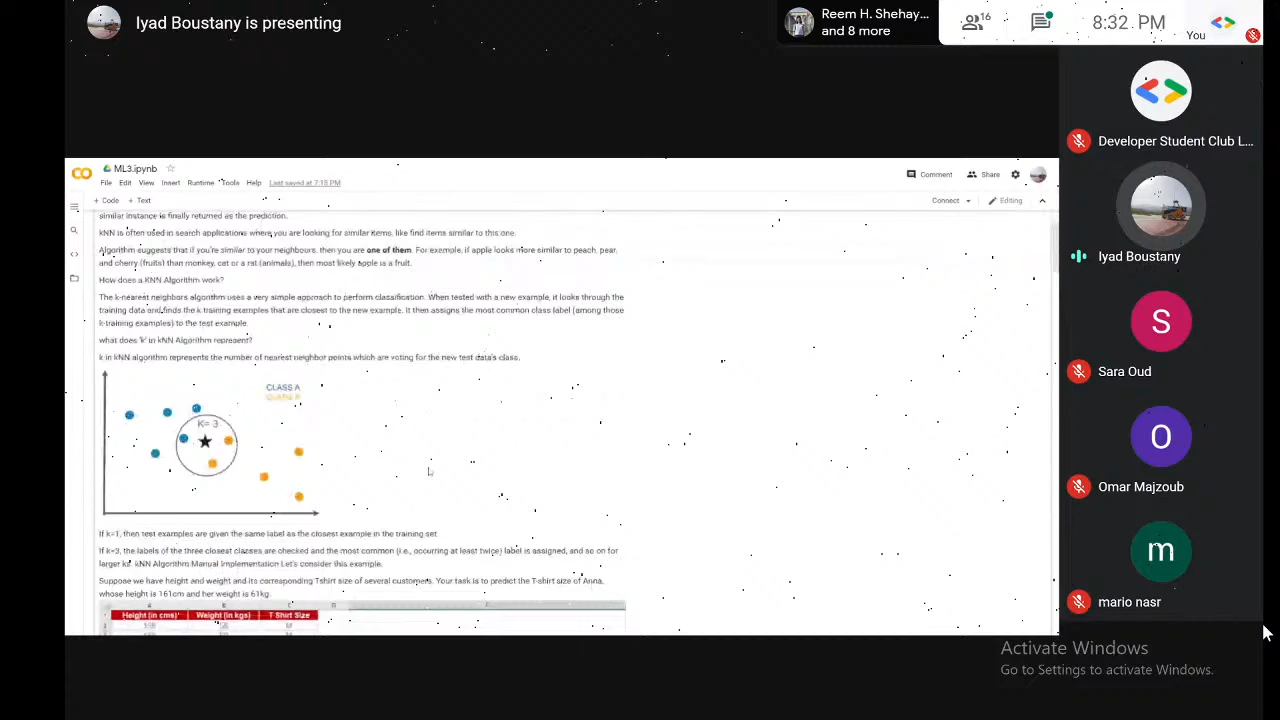 Iyad Boustany is presenting
Reem H. Shehay...
and 8 more
16
8:32 PM
You
Developer Student Club L...
Iyad Boustany
S
Sara Oud
O
Omar Majzoub
m
mario nasr
ML3.ipynb
File Edit View Insert Runtime Tools Help Last saved at 7:15 PM
Comment Share
+ Code + Text
Connect Editing
similar instance is finally returned as the prediction.
kNN is often used in search applications where you are looking for similar items, like find items similar to this one.
Algorithm suggests that if you're similar to your neighbours, then you are one of them. For example, if apple looks more similar to peach, pear,
and cherry (fruits) than monkey, cat or a rat (animals), then most likely apple is a fruit.
How does a KNN Algorithm work?
The k-nearest neighbors algorithm uses a very simple approach to perform classification. When tested with a new example, it looks through the
training data and finds the k training examples that are closest to the new example. It then assigns the most common class label (among those
k-training examples) to the test example.
what does 'k' in kNN Algorithm represent?
k in kNN algorithm represents the number of nearest neighbor points which are voting for the new test data's class.
CLASS A
CLASS B
K= 3
If k=1, then test examples are given the same label as the closest example in the training set.
If k=3, the labels of the three closest classes are checked and the most common (i.e., occurring at least twice) label is assigned, and so on for
larger ks. kNN Algorithm Manual Implementation Let's consider this example.
Suppose we have height and weight and its corresponding Tshirt size of several customers. Your task is to predict the T-shirt size of Anna,
whose height is 161cm and her weight is 61kg.
Height (in cms) Weight (in kgs) T Shirt Size
Activate Windows
Go to Settings to activate Windows.